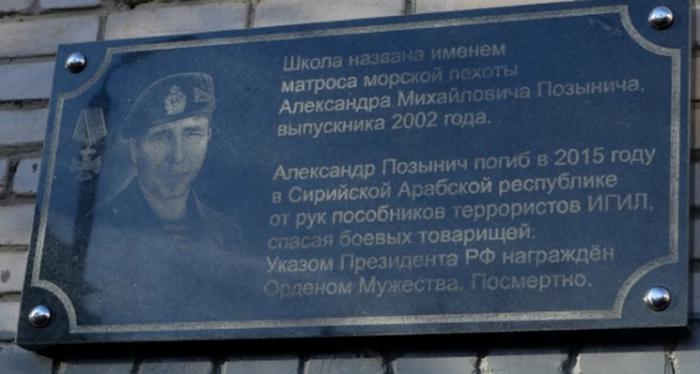 Школа названа именем
матроса морской пехоты
Александра Михайловича Позынича,
выпускника 2002 года.
Александр Позынич погиб в 2015 году
в Сирийской Арабской республике
от рук пособников террористов ИГИЛ,
спасая боевых товарищей.
Указом Президента РФ награждён
Орденом Мужества. Посмертно.